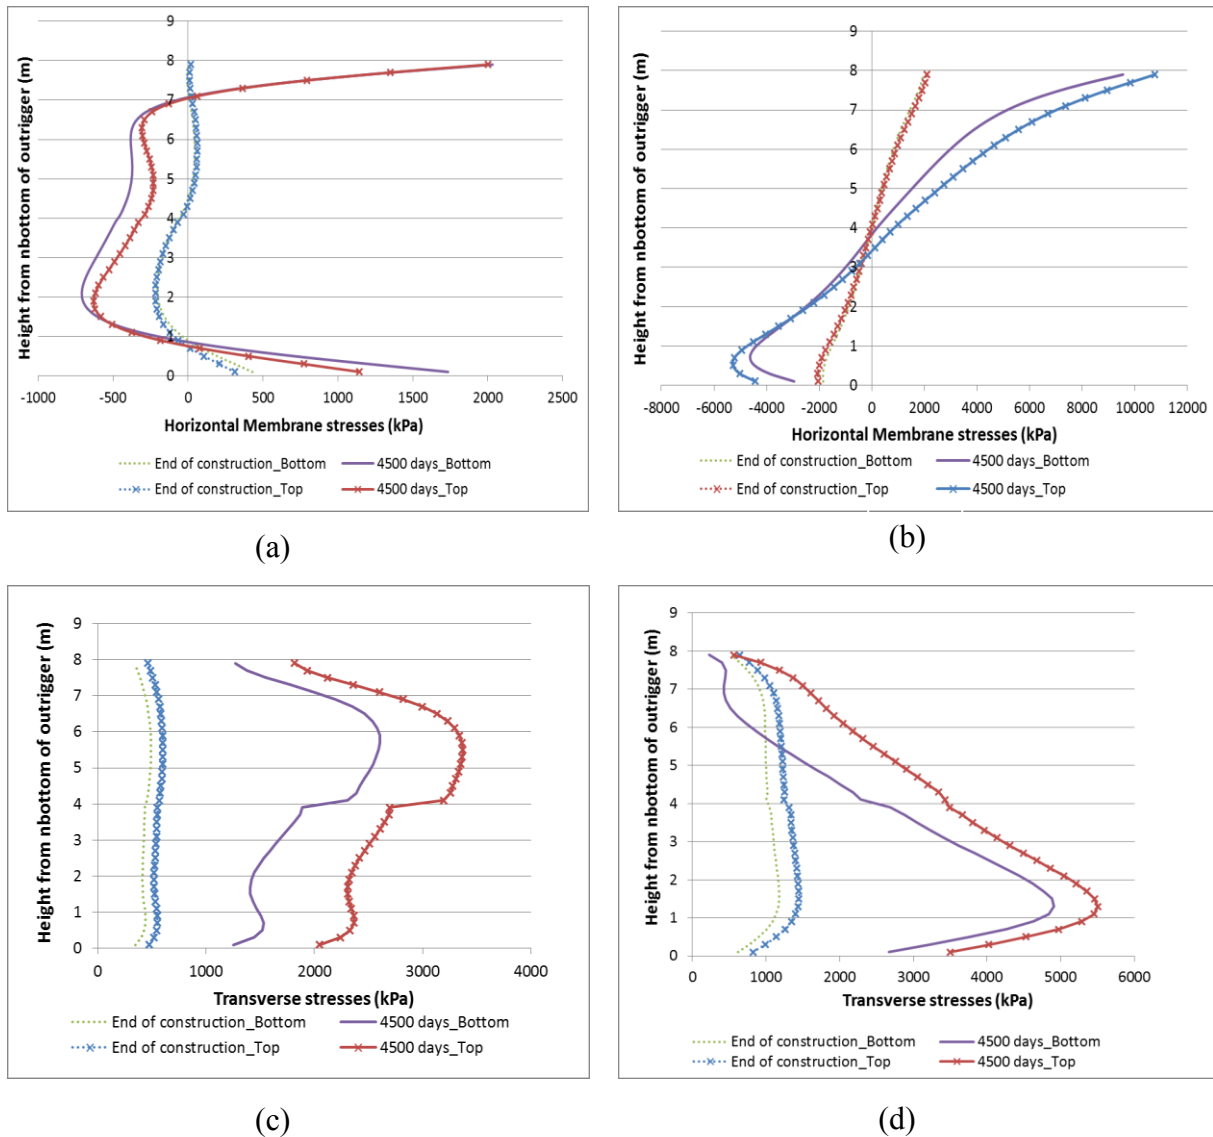 Height from nbottom of outrigger (m)
9
8
7
6
5
4
3
2
1
0
-1000 -500 0 500 1000 1500 2000 2500
Horizontal Membrane stresses (kPa)
End of construction_Bottom 4500 days_Bottom
End of construction_Top 4500 days_Top
(a)
Height from nbottom of outrigger (m)
9
8
7
6
5
4
3
2
1
0
-8000 -6000 -4000 -2000 0 2000 4000 6000 8000 10000 12000
Horizontal Membrane stresses (kPa)
End of construction_Bottom 4500 days_Bottom
End of construction_Top 4500 days_Top
(b)
Height from nbottom of outrigger (m)
9
8
7
6
5
4
3
2
1
0
0 1000 2000 3000 4000
Transverse stresses (kPa)
End of construction_Bottom 4500 days_Bottom
End of construction_Top 4500 days_Top
(c)
Height from nbottom of outrigger (m)
9
8
7
6
5
4
3
2
1
0
0 1000 2000 3000 4000 5000 6000
Transverse stresses (kPa)
End of construction_Bottom 4500 days_Bottom
End of construction_Top 4500 days_Top
(d)